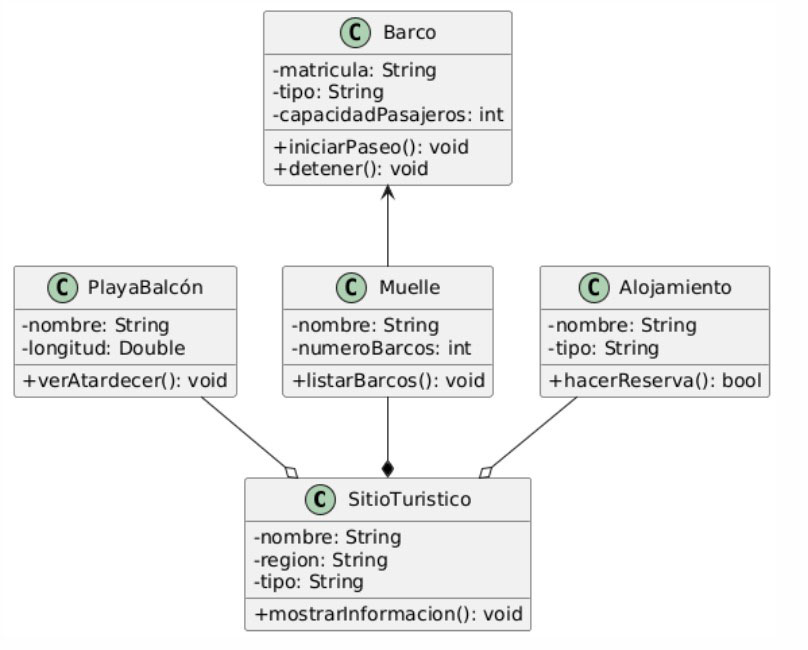 C Barco
-matricula: String
-tipo: String
-capacidadPasajeros: int
+iniciarPaseo(): void
+detener(): void
C PlayaBalcón
-nombre: String
-longitud: Double
+verAtardecer(): void
C Muelle
-nombre: String
-numeroBarcos: int
+listarBarcos(): void
C Alojamiento
-nombre: String
-tipo: String
+hacerReserva(): bool
C SitioTuristico
-nombre: String
-region: String
-tipo: String
+mostrarInformacion(): void